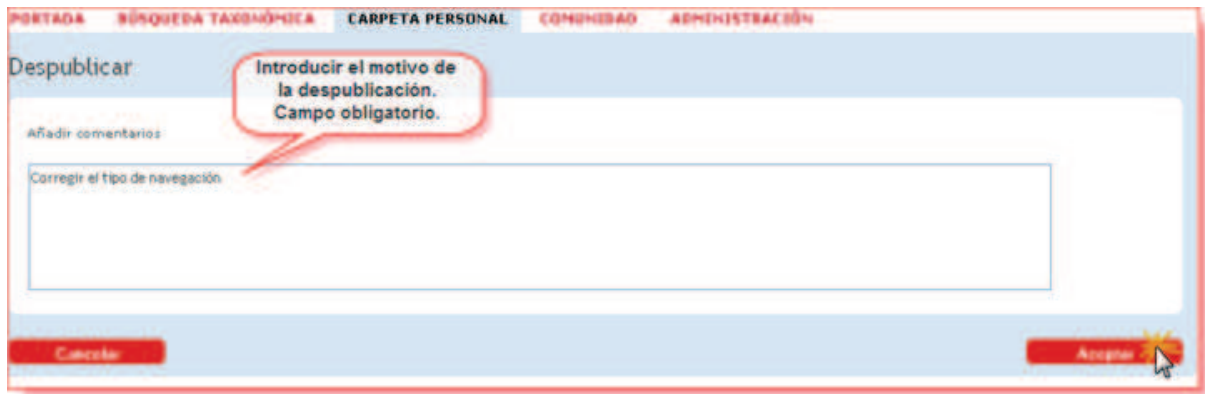 PORTADA BÚSQUEDA TAXONÓMICA CARPETA PERSONAL COMUNIDAD ADMINISTRACIÓN
Despublicar
Introducir el motivo de
la despublicación.
Campo obligatorio.
Añadir comentarios
Corregir el tipo de navegación
Cancelar Aceptar